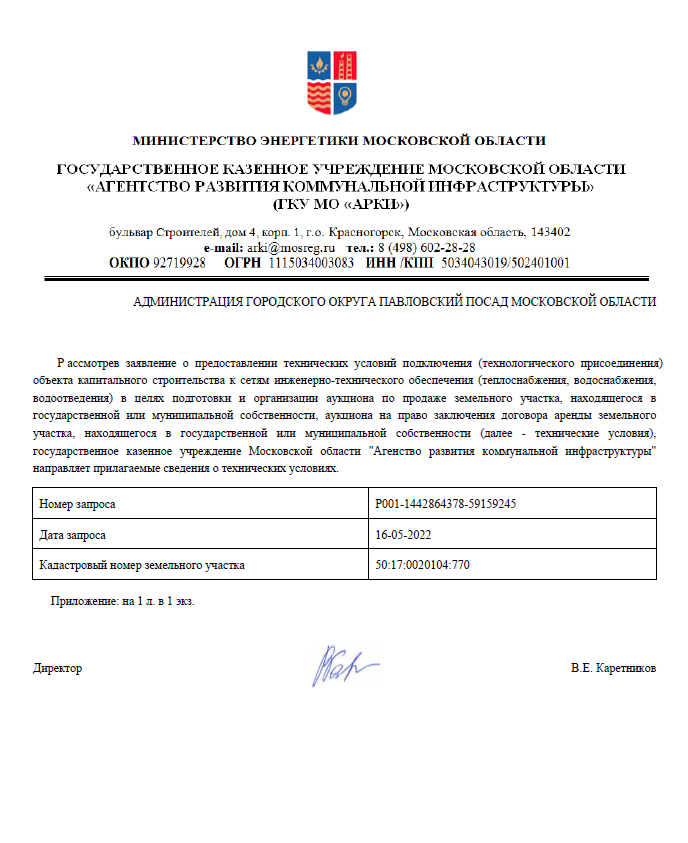 МИНИСТЕРСТВО ЭНЕРГЕТИКИ МОСКОВСКОЙ ОБЛАСТИ
ГОСУДАРСТВЕННОЕ КАЗЕННОЕ УЧРЕЖДЕНИЕ МОСКОВСКОЙ ОБЛАСТИ
«АГЕНТСТВО РАЗВИТИЯ КОММУНАЛЬНОЙ ИНФРАСТРУКТУРЫ»
(ГКУ МО «АРКИ»)
бульвар Строителей, дом 4, корп. 1, г.о. Красногорск, Московская область, 143402
e-mail: arki@mosreg.ru тел.: 8 (498) 602-28-28
ОКПО 92719928 ОГРН 1115034003083 ИНН /КПП 5034043019/502401001
АДМИНИСТРАЦИЯ ГОРОДСКОГО ОКРУГА ПАВЛОВСКИЙ ПОСАД МОСКОВСКОЙ ОБЛАСТИ
Рассмотрев заявление о предоставлении технических условий подключения (технологического присоединения)
объекта капитального строительства к сетям инженерно-технического обеспечения (теплоснабжения, водоснабжения,
водоотведения) в целях подготовки и организации аукциона по продаже земельного участка, находящегося в
государственной или муниципальной собственности, аукциона на право заключения договора аренды земельного
участка, находящегося в государственной или муниципальной собственности (далее - технические условия),
государственное казенное учреждение Московской области "Агенство развития коммунальной инфраструктуры"
направляет прилагаемые сведения о технических условиях.
Номер запроса P001-1442864378-59159245
Дата запроса 16-05-2022
Кадастровый номер земельного участка 50:17:0020104:770
Приложение: на 1 л. в 1 экз.
Директор В.Е. Каретников